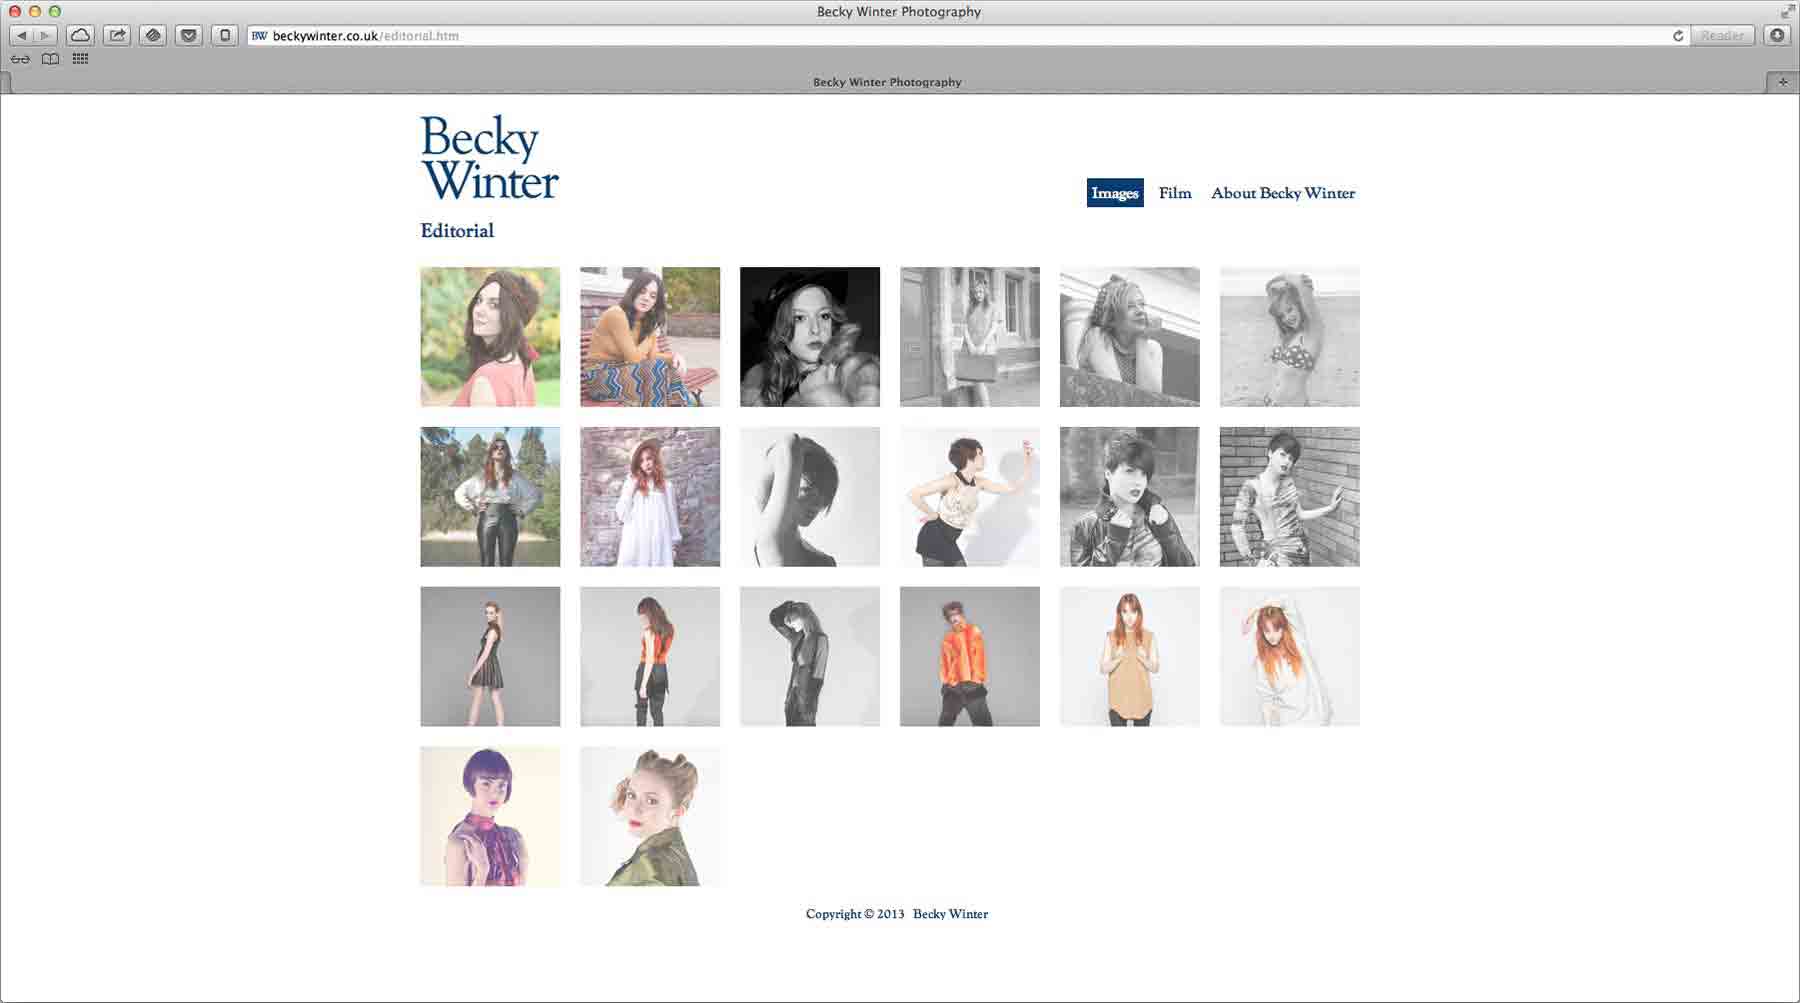 Becky Winter Photography
BW beckywinter.co.uk/editorial.htm
Reader
Becky Winter Photography
Becky
Winter
Images Film About Becky Winter
Editorial
Copyright © 2013 Becky Winter